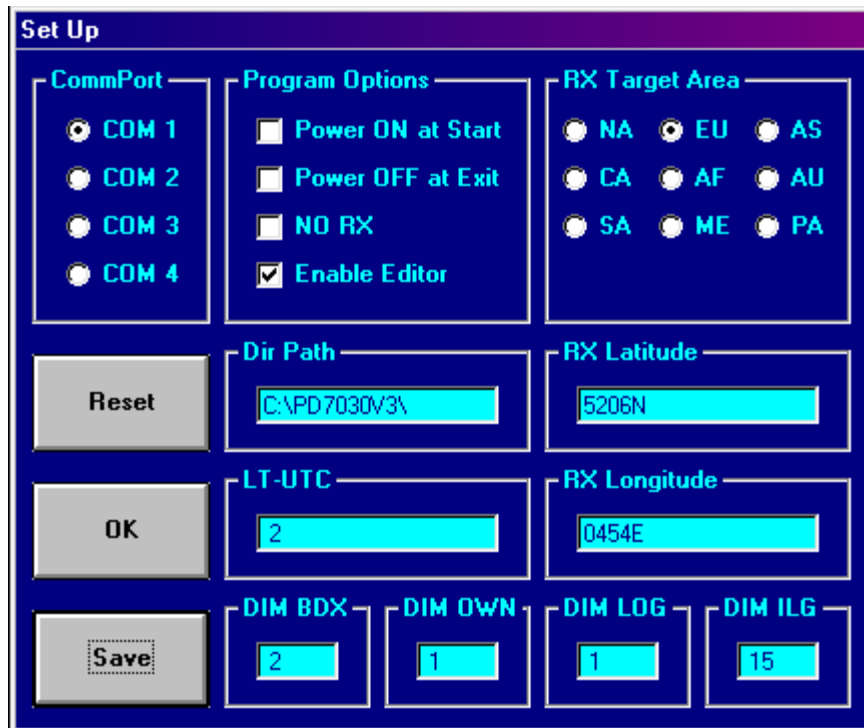 Set Up
CommPort
COM 1
COM 2
COM 3
COM 4
Program Options
Power ON at Start
Power OFF at Exit
NO RX
Enable Editor
RX Target Area
NA EU AS
CA AF AU
SA ME PA
Reset
Dir Path
C:\PD7030V3\
RX Latitude
5206N
OK
LT-UTC
2
RX Longitude
0454E
Save
DIM BDX
2
DIM OWN
1
DIM LOG
1
DIM ILG
15